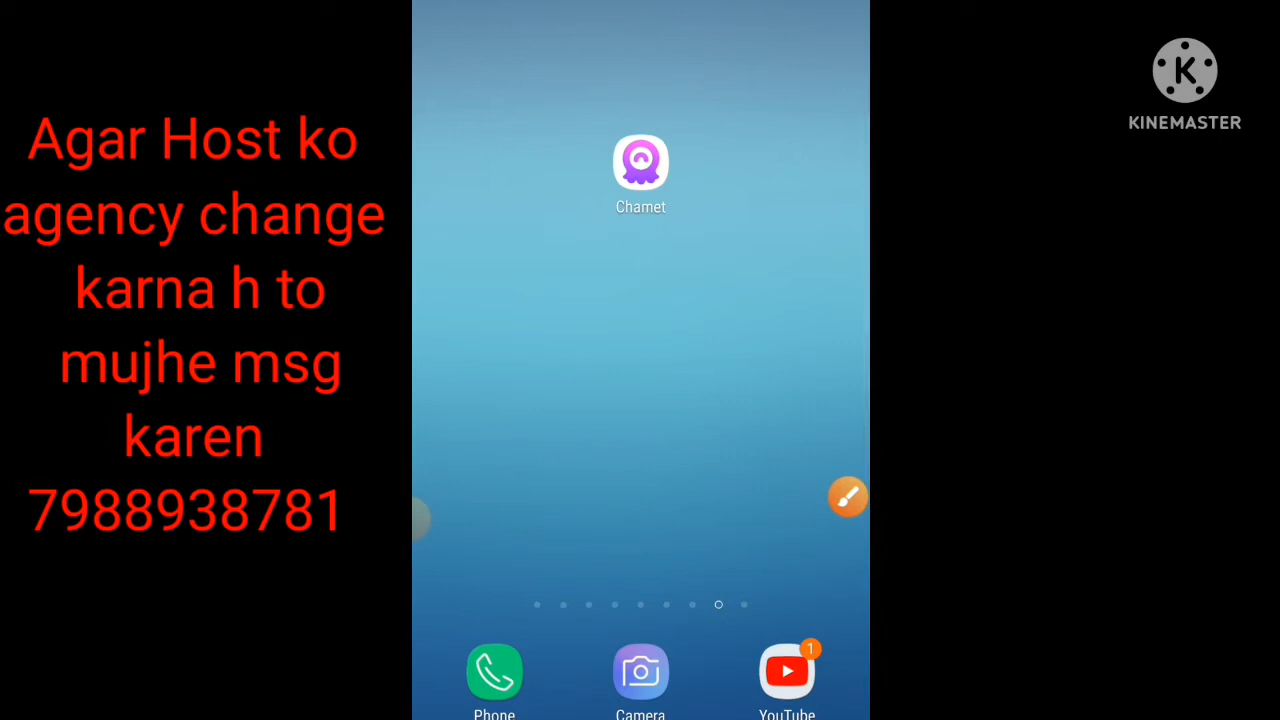 Agar Host ko
agency change
karna h to
mujhe msg
karen
7988938781
Chamet
1
Phone
Camera
YouTube
K
KINEMASTER